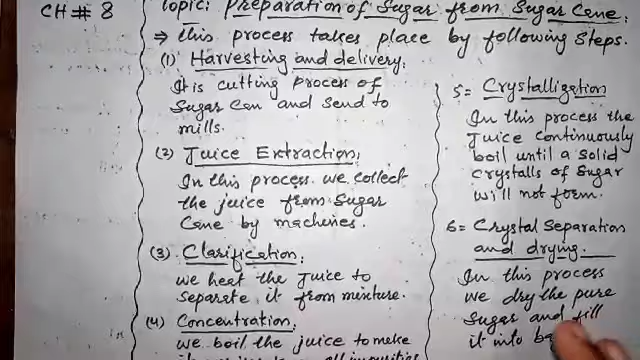 CH # 8
Topic: Preparation of Sugar from Sugar Cane:
⇒ this process takes place by following Steps.
(1) Harvesting and delivery:
It is cutting process of
Sugar Can and send to
mills.
(2) Juice Extraction:
In this process we collect
the juice from Sugar
Cane by machines.
(3) Clarification:
we heat the Juice to
separate it from mixture.
(4) Concentration:
we boil the juice to make
all impurities
5= Crystallization
In this process the
Juice continuously
boil until a solid
crystalls of Sugar
will not form.
6= Crystal Separation
and drying.
In this process
we dry the pure
Sugar and fill
it into